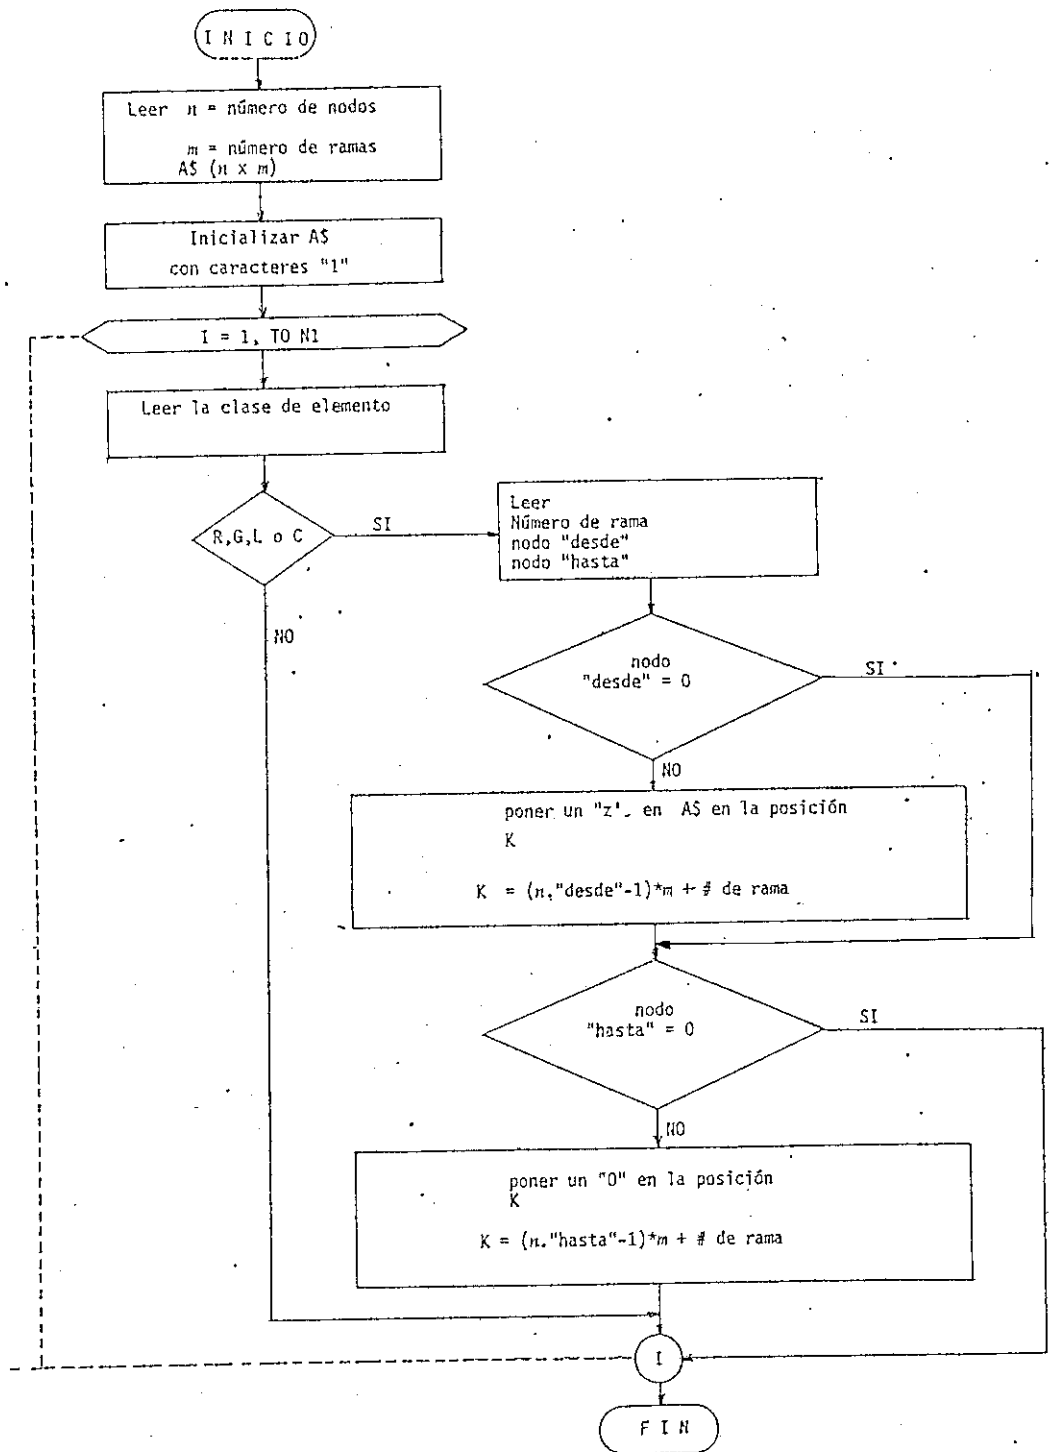 INICIO
Leer n = número de nodos
m = número de ramas
A$ (n x m)
Inicializar A$
con caracteres "1"
I = 1, TO N1
Leer la clase de elemento
R,G,L o C
SI
NO
Leer
Número de rama
nodo "desde"
nodo "hasta"
nodo
"desde" = 0
SI
NO
poner un "z'. en A$ en la posición
K
K = (n."desde"-1)*m + # de rama
nodo
"hasta" = 0
SI
NO
poner un "0" en la posición
K
K = (n."hasta"-1)*m + # de rama
I
FIN